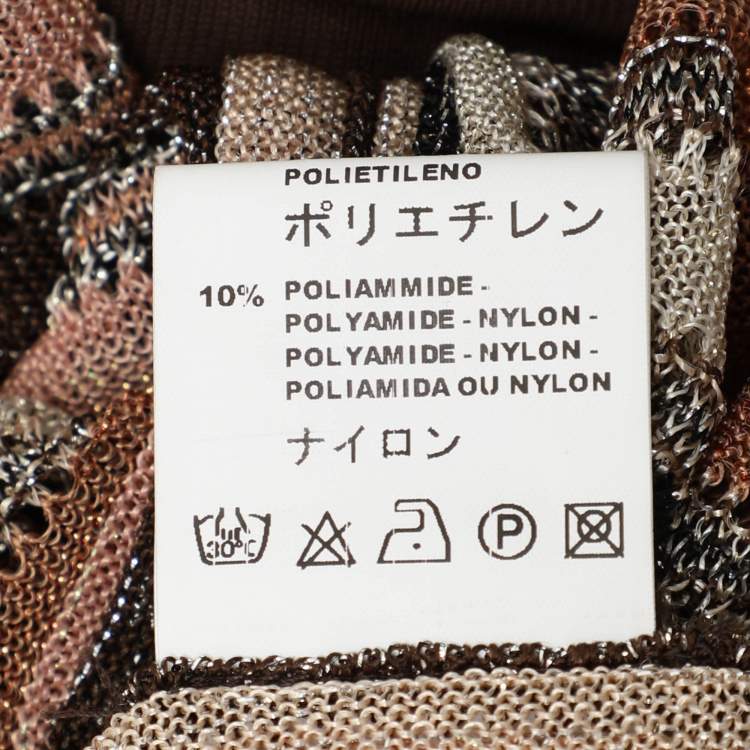 POLIETILENO
ポリエチレン
10% POLIAMMIDE -
POLYAMIDE - NYLON -
POLYAMIDE - NYLON -
POLIAMIDA OU NYLON
ナイロン
30°C P